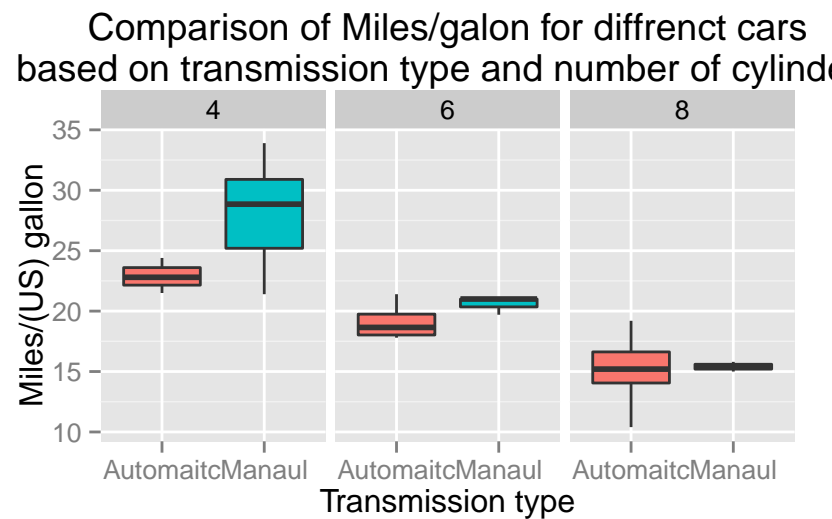 Comparison of Miles/galon for diffrenct cars
based on transmission type and number of cylinde
4
6
8
Miles/(US) gallon
35
30
25
20
15
10
AutomaitcManaul
AutomaitcManaul
AutomaitcManaul
Transmission type